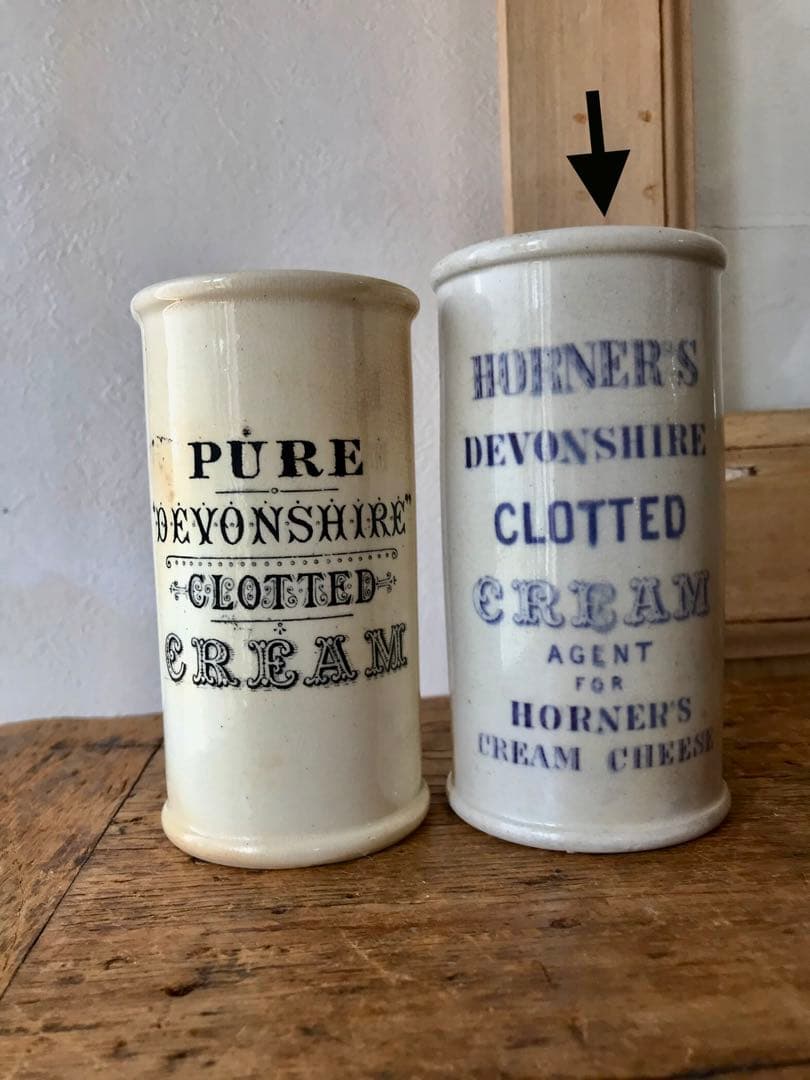 PURE
"DEVONSHIRE"
CLOTTED
CREAM
HORNER'S
DEVONSHIRE
CLOTTED
CREAM
AGENT
FOR
HORNER'S
CREAM CHEESE